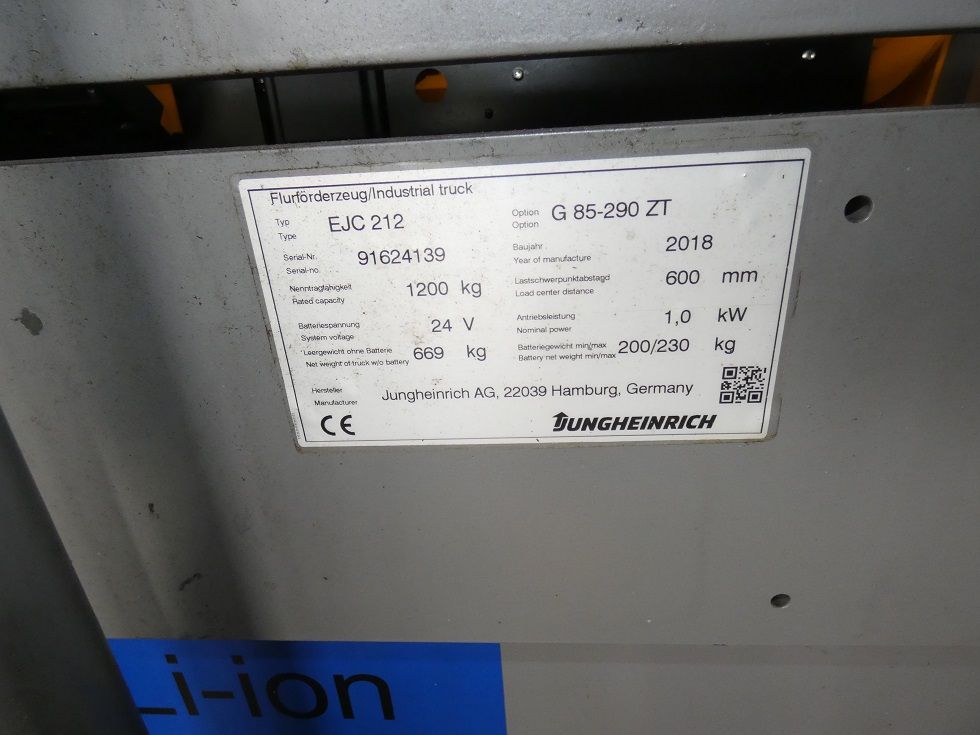 Flurförderzeug/Industrial truck
Typ
Type
EJC 212
Option
Option
G 85-290 ZT
Serial-Nr.
Serial-no.
91624139
Baujahr
Year of manufacture
2018
Nenntragfähigkeit
Rated capacity
1200 kg
Lastschwerpunktabstand
Load center distance
600 mm
Batteriespannung
System voltage
24 V
Antriebsleistung
Nominal power
1,0 kW
Leergewicht ohne Batterie
Net weight of truck w/o battery
669 kg
Batteriegewicht min/max
Battery net weight min/max
200/230 kg
Hersteller
Manufacturer
Jungheinrich AG, 22039 Hamburg, Germany
CE
JUNGHEINRICH
Li-ion